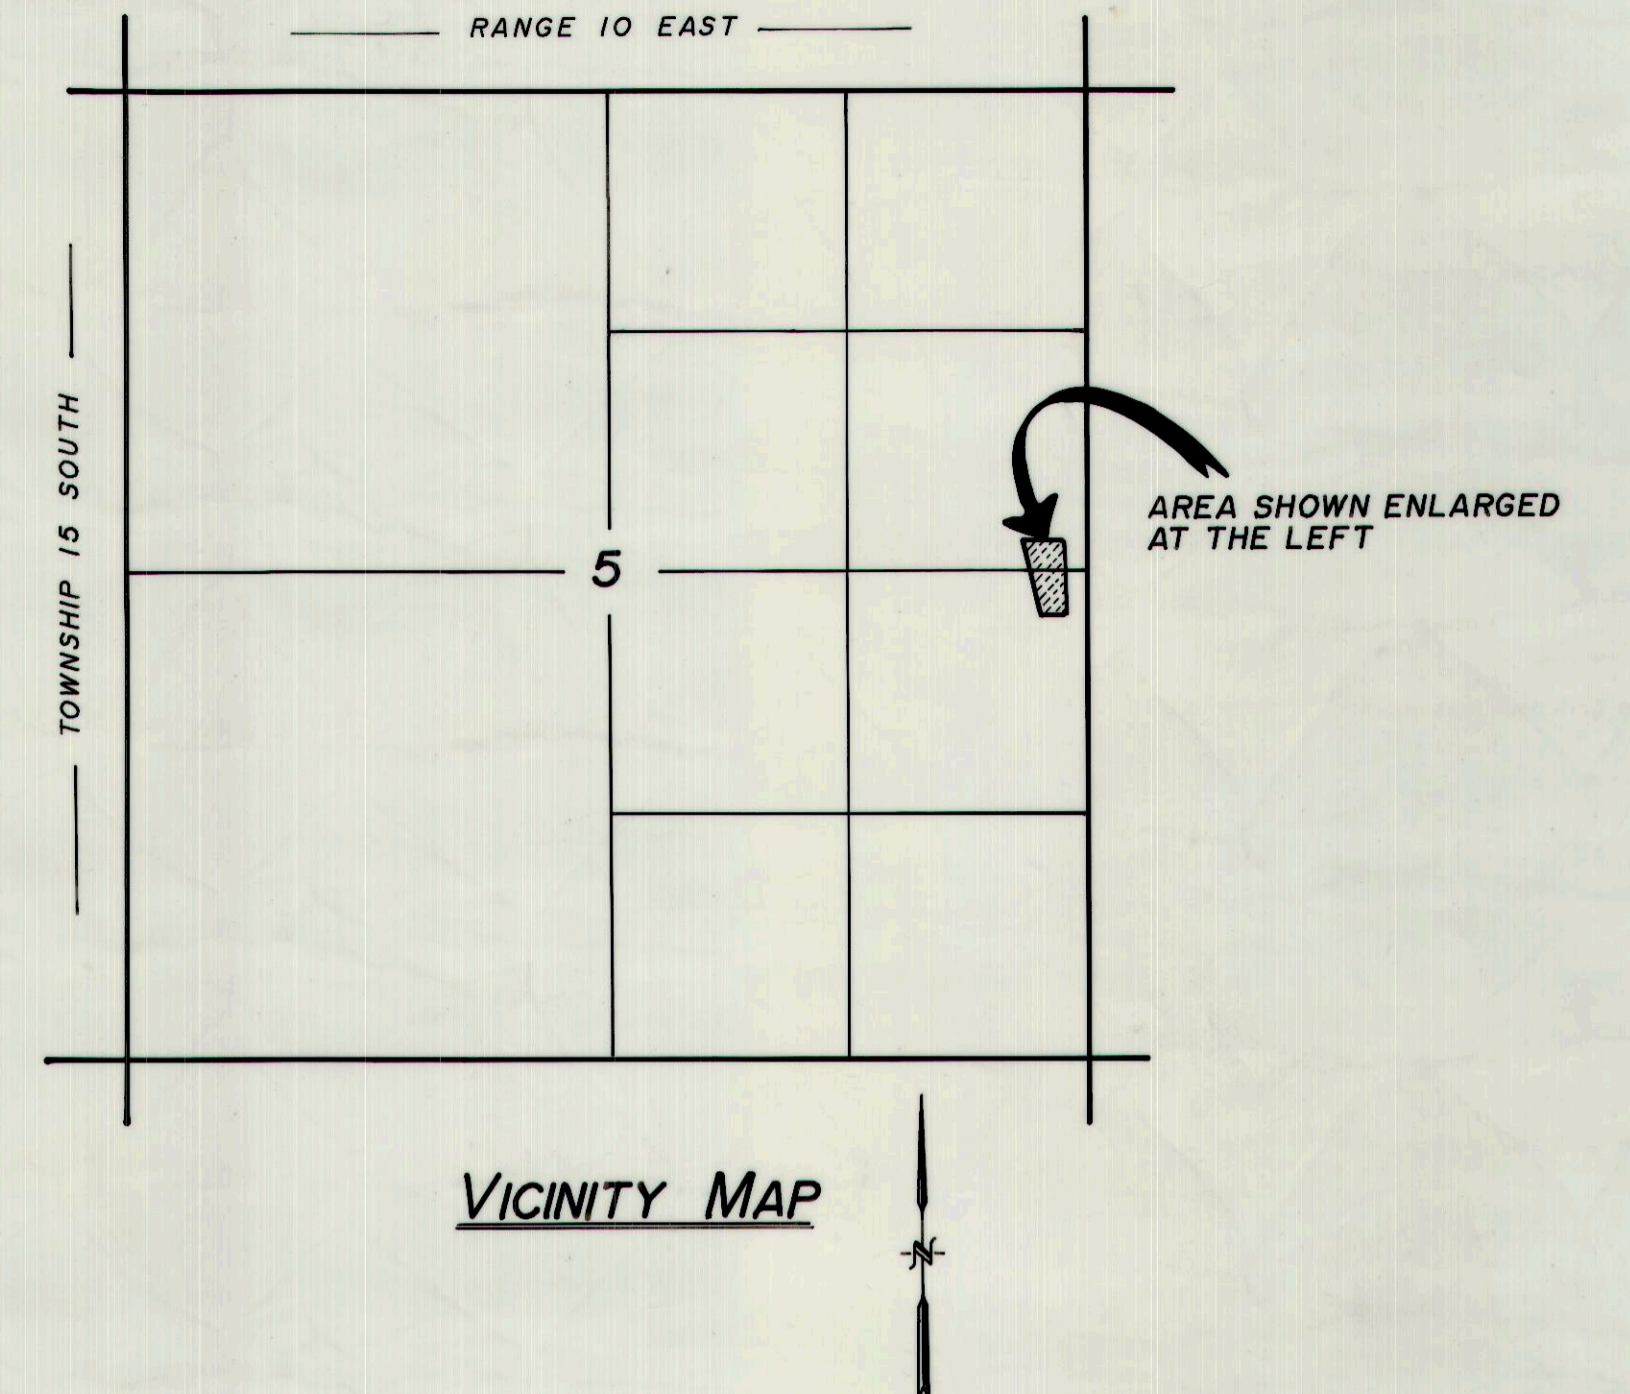 RANGE 10 EAST
TOWNSHIP 15 SOUTH
AREA SHOWN ENLARGED
AT THE LEFT
5
VICINITY MAP
N